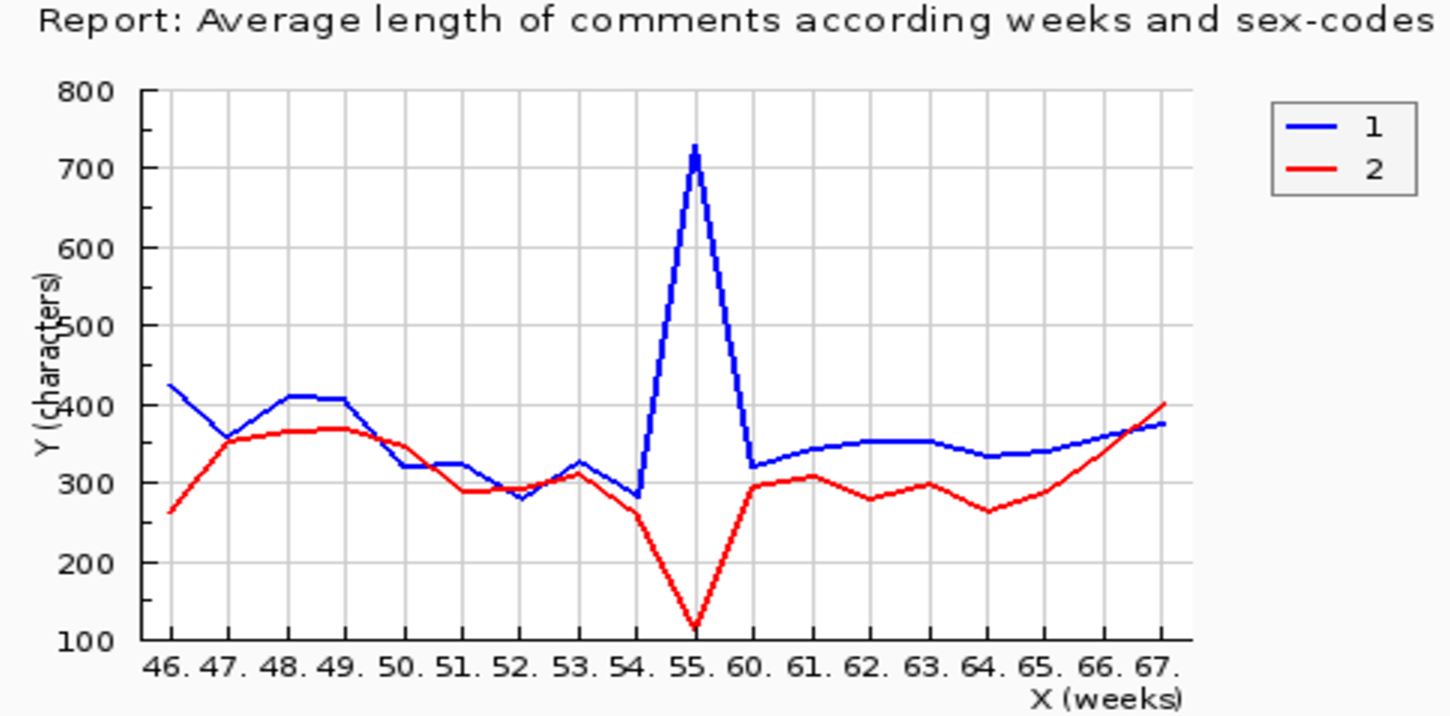 Report: Average length of comments according weeks and sex-codes
800
700
600
500
400
300
200
100
Y (characters)
46. 47. 48. 49. 50. 51. 52. 53. 54. 55. 60. 61. 62. 63. 64. 65. 66. 67.
X (weeks)
1
2